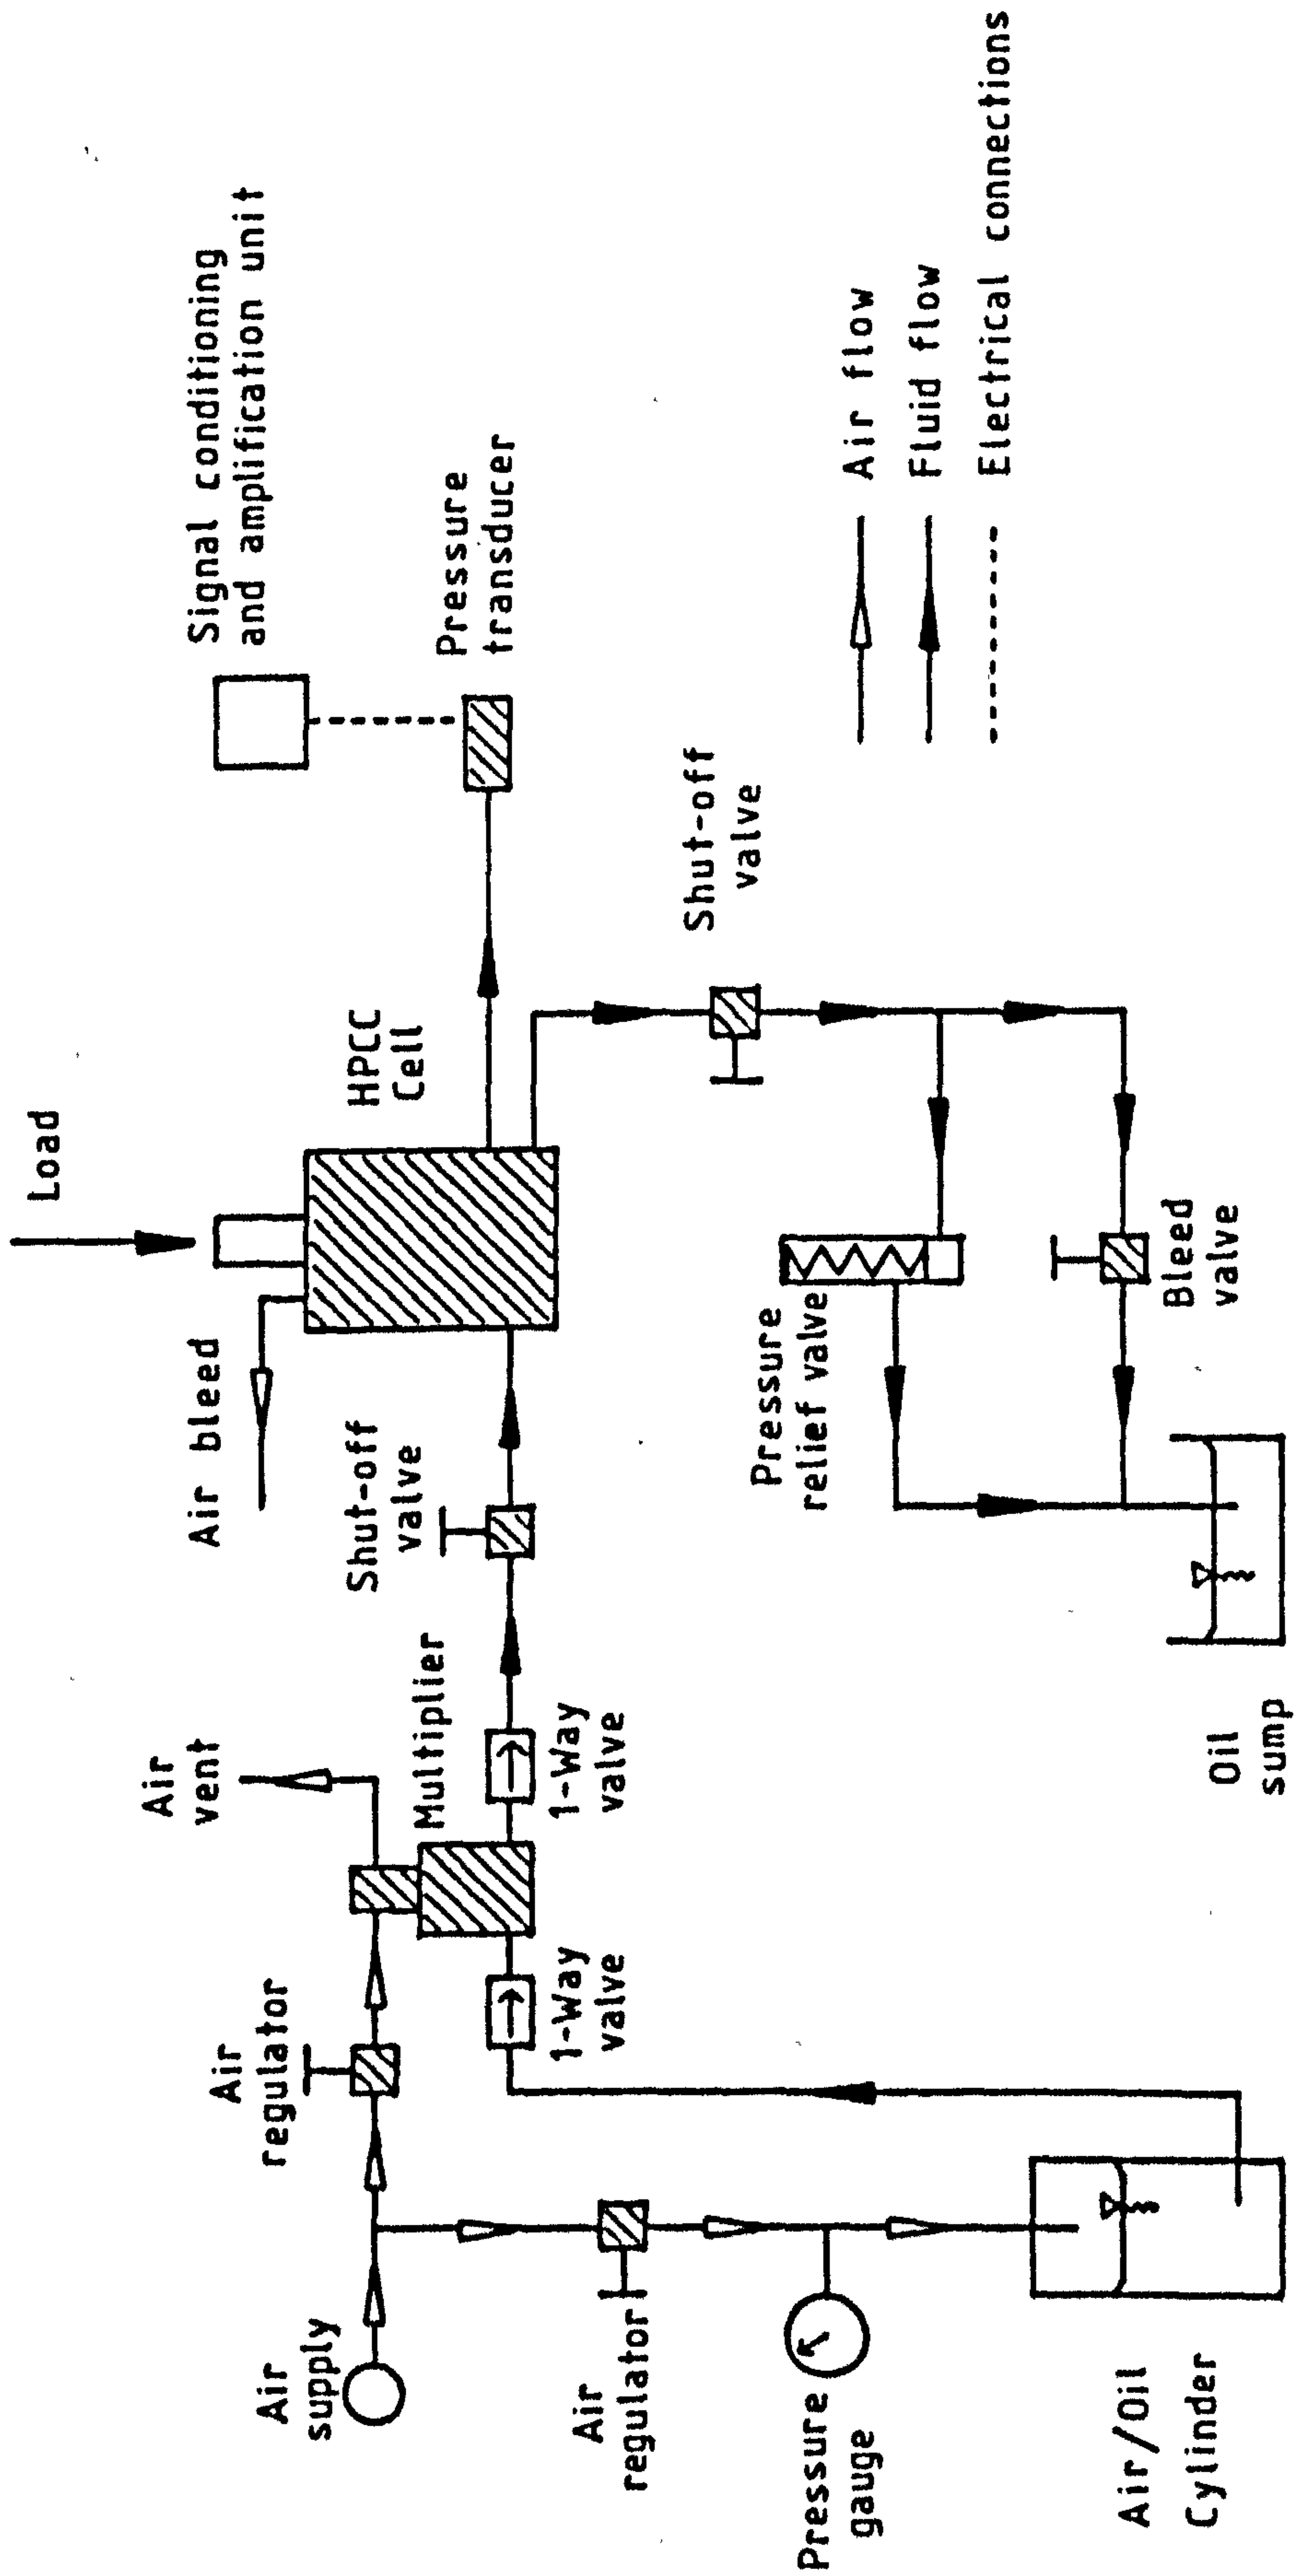 Load
Signal conditioning
and amplification unit
Air bleed
HPCC
Cell
Pressure
transducer
Air
vent
Shut-off
valve
Air
regulator
Multiplier
Air
supply
1-Way
valve
1-Way
valve
Shut-off
valve
Air
regulator
Pressure
relief valve
Air flow
Fluid flow
Electrical connections
Pressure
gauge
Bleed
valve
Air/Oil
Cylinder
Oil
sump